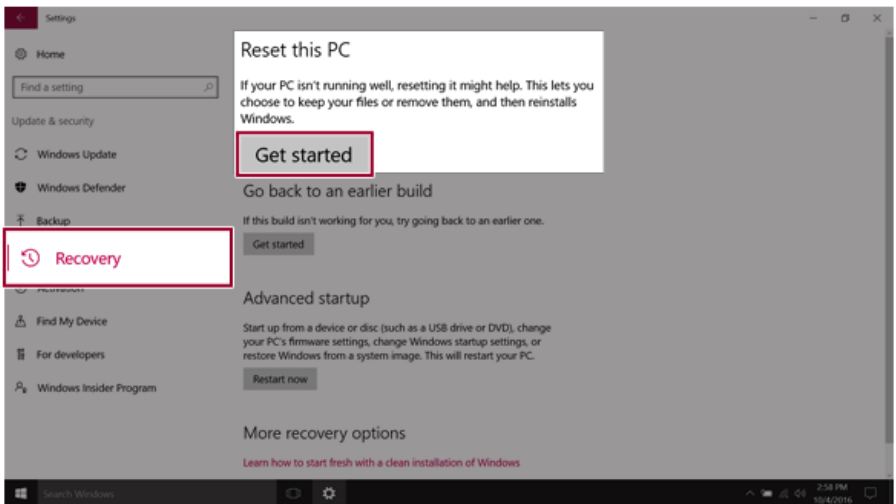 Settings
Home
Find a setting
Update & security
Windows Update
Windows Defender
Backup
Recovery
Activation
Find My Device
For developers
Windows Insider Program
Reset this PC
If your PC isn't running well, resetting it might help. This lets you
choose to keep your files or remove them, and then reinstalls
Windows.
Get started
Go back to an earlier build
If this build isn't working for you, try going back to an earlier one.
Get started
Advanced startup
Start up from a device or disc (such as a USB drive or DVD), change
your PC's firmware settings, change Windows startup settings, or
restore Windows from a system image. This will restart your PC.
Restart now
More recovery options
Learn how to start fresh with a clean installation of Windows
Search Windows
2:58 PM
10/4/2016